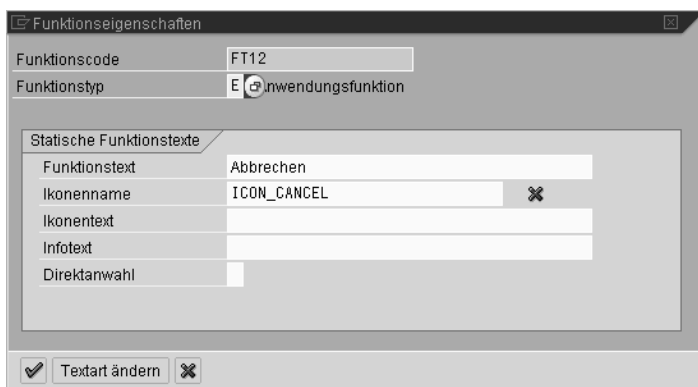 Funktionseigenschaften
Funktionscode FT12
Funktionstyp E nwendungsfunktion
Statische Funktionstexte
Funktionstext Abbrechen
Ikonenname ICON_CANCEL
Ikonentext
Infotext
Direktanwahl
Textart ändern